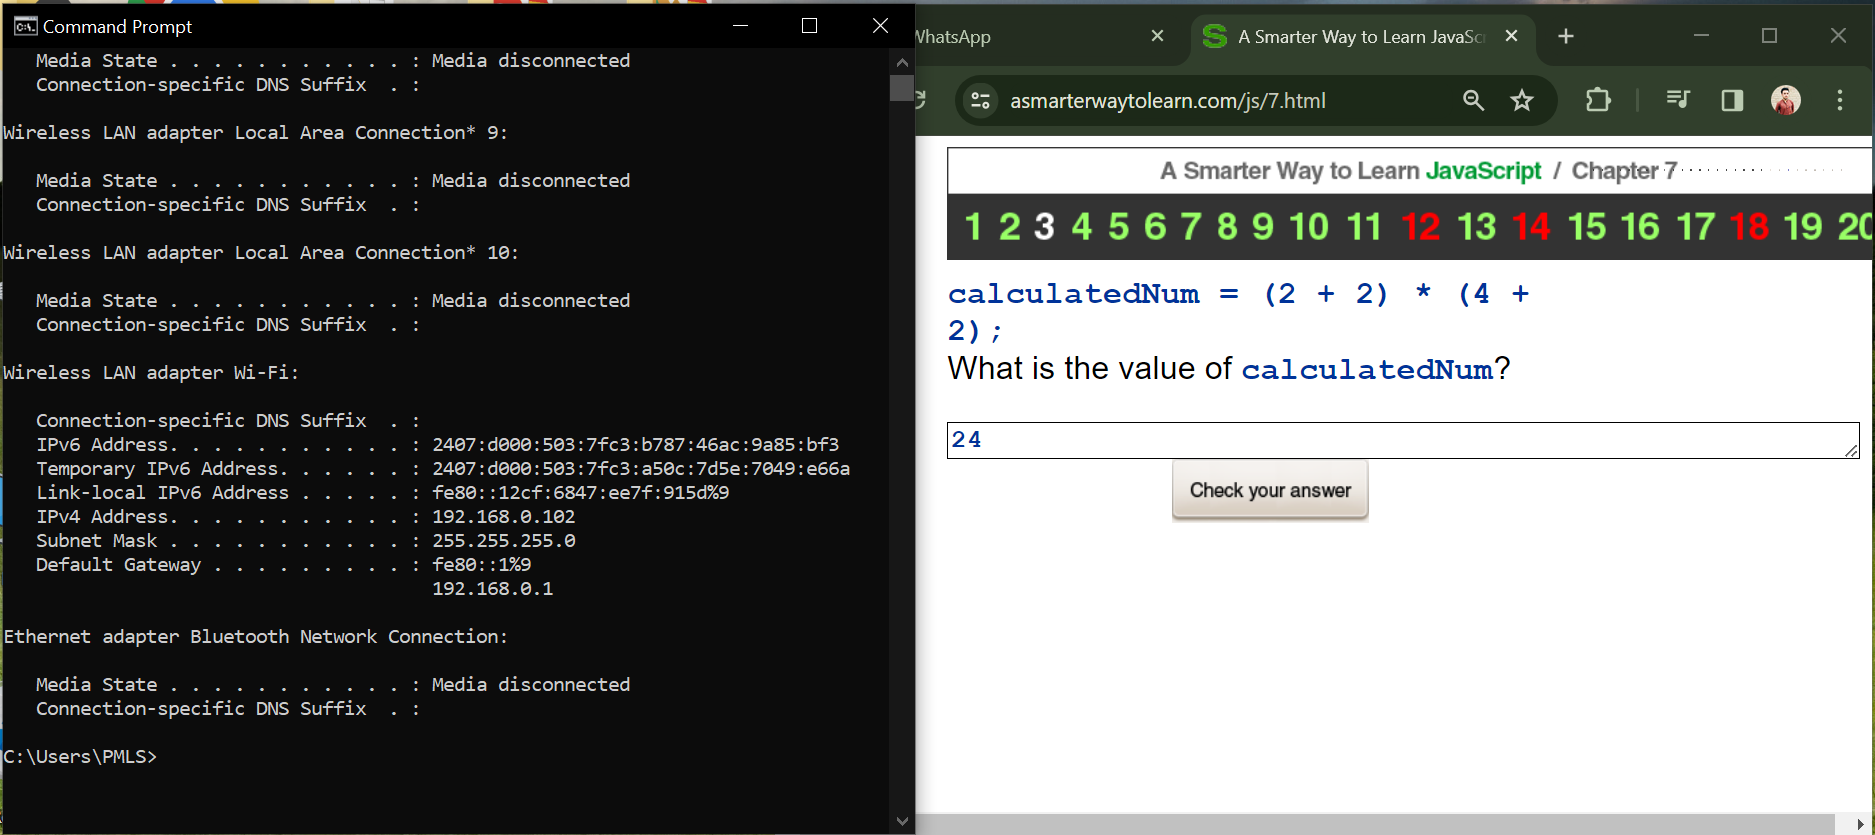 Command Prompt
Media State . . . . . . . . . . . : Media disconnected
Connection-specific DNS Suffix  . :
Wireless LAN adapter Local Area Connection* 9:
Media State . . . . . . . . . . . : Media disconnected
Connection-specific DNS Suffix  . :
Wireless LAN adapter Local Area Connection* 10:
Media State . . . . . . . . . . . : Media disconnected
Connection-specific DNS Suffix  . :
Wireless LAN adapter Wi-Fi:
Connection-specific DNS Suffix  . :
IPv6 Address. . . . . . . . . . . : 2407:d000:503:7fc3:b787:46ac:9a85:bf3
Temporary IPv6 Address. . . . . . : 2407:d000:503:7fc3:a50c:7d5e:7049:e66a
Link-local IPv6 Address . . . . . : fe80::12cf:6847:ee7f:915d%9
IPv4 Address. . . . . . . . . . . : 192.168.0.102
Subnet Mask . . . . . . . . . . . : 255.255.255.0
Default Gateway . . . . . . . . . : fe80::1%9
192.168.0.1
Ethernet adapter Bluetooth Network Connection:
Media State . . . . . . . . . . . : Media disconnected
Connection-specific DNS Suffix  . :
C:\Users\PMLS>
WhatsApp
A Smarter Way to Learn JavaSc
asmarterwaytolearn.com/js/7.html
A Smarter Way to Learn JavaScript / Chapter 7
1 2 3 4 5 6 7 8 9 10 11 12 13 14 15 16 17 18 19 20
calculatedNum = (2 + 2) * (4 +
2);
What is the value of calculatedNum?
24
Check your answer